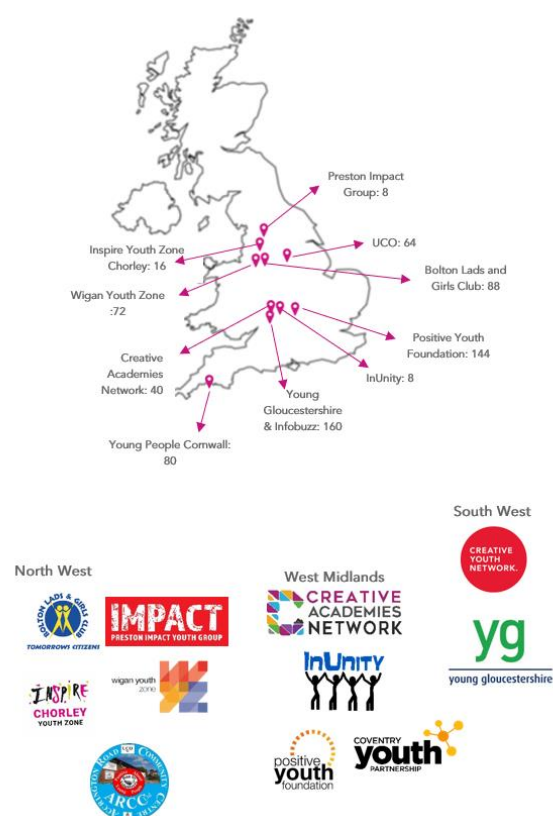 Preston Impact
Group: 8
UCO: 64
Inspire Youth Zone
Chorley: 16
Bolton Lads and
Girls Club: 88
Wigan Youth Zone
:72
Positive Youth
Foundation: 144
Creative
Academies
Network: 40
InUnity: 8
Young
Gloucestershire
& Infobuzz: 160
Young People Cornwall:
80
South West
CREATIVE
YOUTH
NETWORK.
North West
West Midlands
BOLTON LADS & GIRLS CLUB
TOMORROWS CITIZENS
IMPACT
PRESTON IMPACT YOUTH GROUP
CREATIVE
ACADEMIES
NETWORK
yg
young gloucestershire
INSPIRE
CHORLEY
YOUTH ZONE
wigan youth
zone
INUNITY
positive
youth
foundation
COVENTRY
youth
PARTNERSHIP
ACCRINGTON ROAD COMMUNITY CENTRE
ARCC